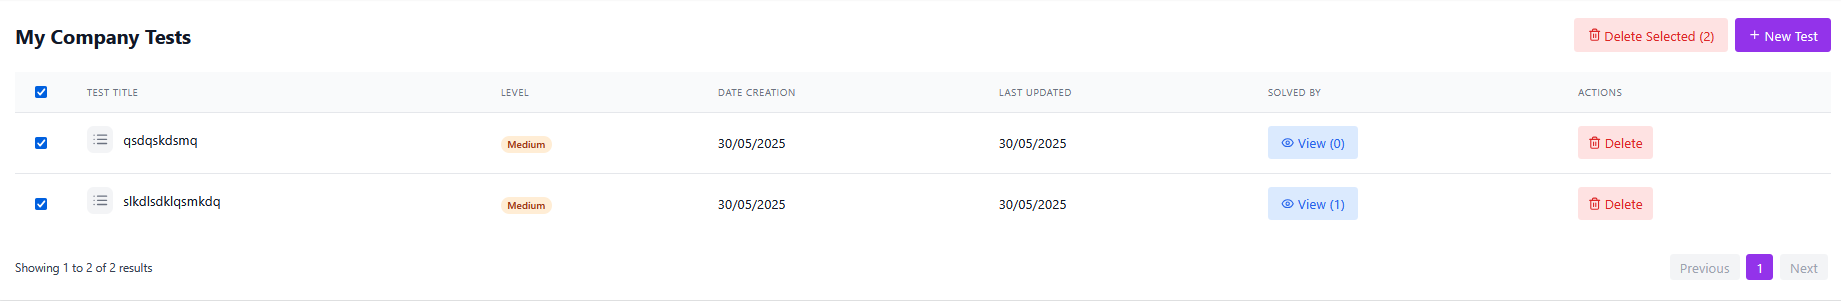 My Company Tests
Delete Selected (2)
+ New Test
TEST TITLE LEVEL DATE CREATION LAST UPDATED SOLVED BY ACTIONS
qsdqskdsmq Medium 30/05/2025 30/05/2025 View (0) Delete
slkdlsdklqsmkdq Medium 30/05/2025 30/05/2025 View (1) Delete
Showing 1 to 2 of 2 results
Previous 1 Next